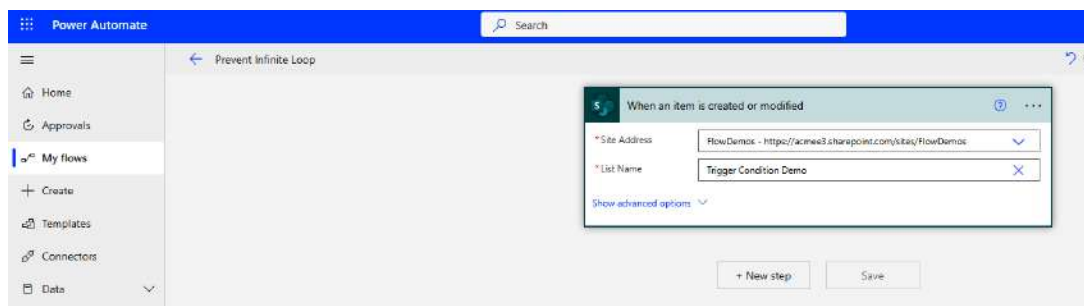 Power Automate
Search
Prevent Infinite Loop
Home
Approvals
My flows
Create
Templates
Connectors
Data
S
When an item is created or modified
* Site Address
FlowDemos - https://acmee3.sharepoint.com/sites/FlowDemos
* List Name
Trigger Condition Demo
Show advanced options
+ New step
Save